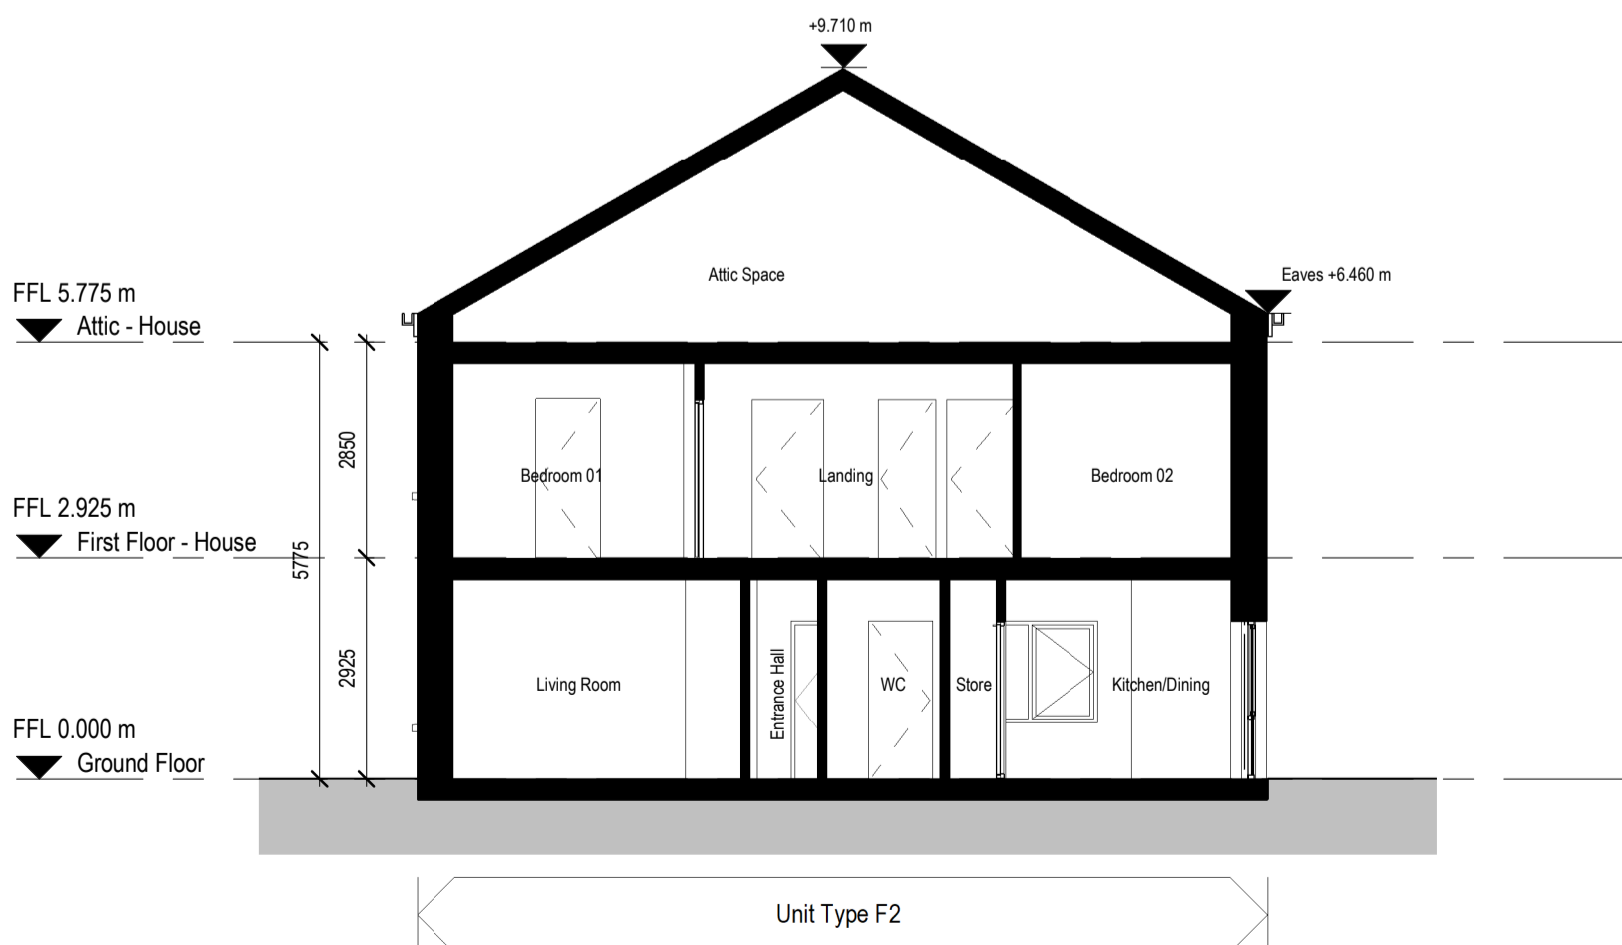 +9.710 m
Attic Space
Eaves +6.460 m
FFL 5.775 m
Attic - House
2850
Bedroom 01
Landing
Bedroom 02
FFL 2.925 m
First Floor - House
5775
2925
Living Room
Entrance Hall
WC
Store
Kitchen/Dining
FFL 0.000 m
Ground Floor
Unit Type F2